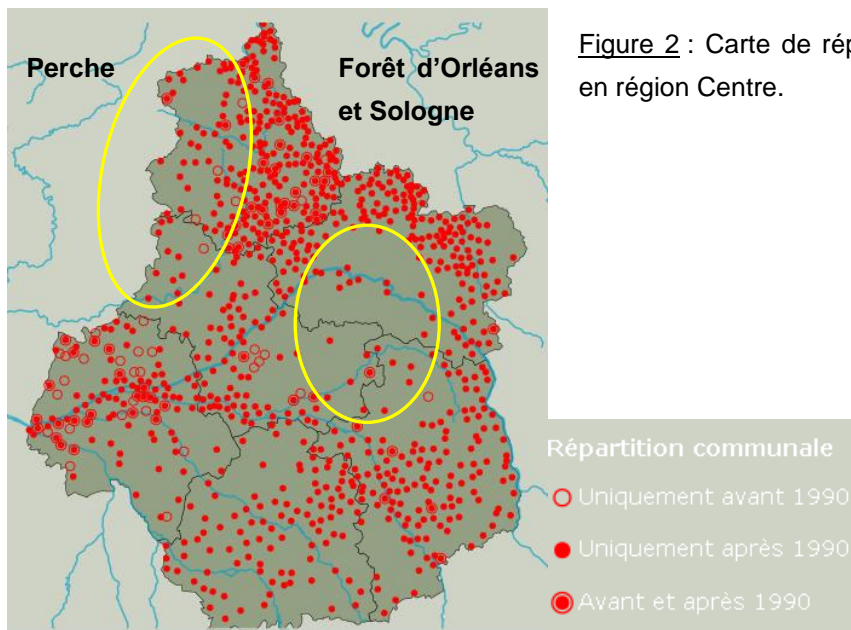 Perche
Forêt d'Orléans
et Sologne
Figure 2 : Carte de
en région Centre.
Répartition communale
Uniquement avant 1990
Uniquement après 1990
Avant et après 1990